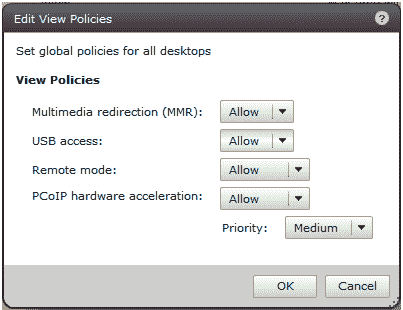 Edit View Policies
?
Set global policies for all desktops
View Policies
Multimedia redirection (MMR): Allow
USB access: Allow
Remote mode: Allow
PCoIP hardware acceleration: Allow
Priority: Medium
OK Cancel